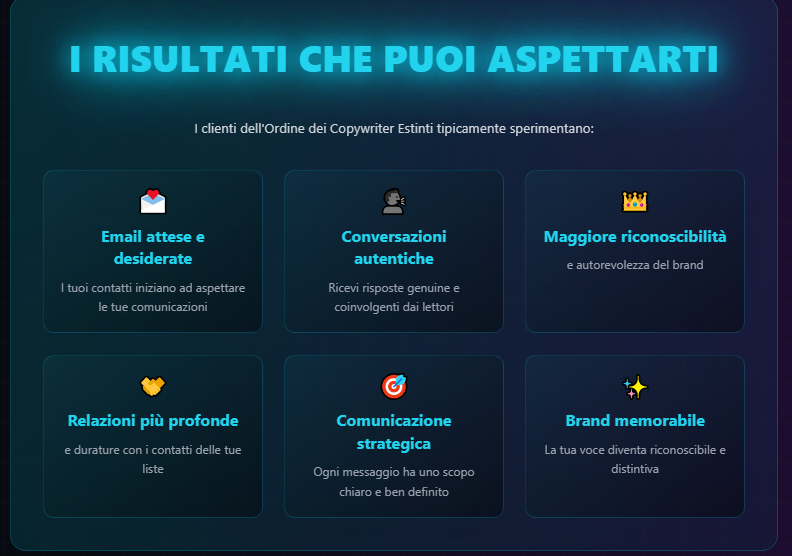 I RISULTATI CHE PUOI ASPETTARTI
I clienti dell'Ordine dei Copywriter Estinti tipicamente sperimentano:
Email attese e
desiderate
I tuoi contatti iniziano ad aspettare
le tue comunicazioni
Conversazioni
autentiche
Ricevi risposte genuine e
coinvolgenti dai lettori
Maggiore riconoscibilità
e autorevolezza del brand
Relazioni più profonde
e durature con i contatti delle tue
liste
Comunicazione
strategica
Ogni messaggio ha uno scopo
chiaro e ben definito
Brand memorabile
La tua voce diventa riconoscibile e
distintiva